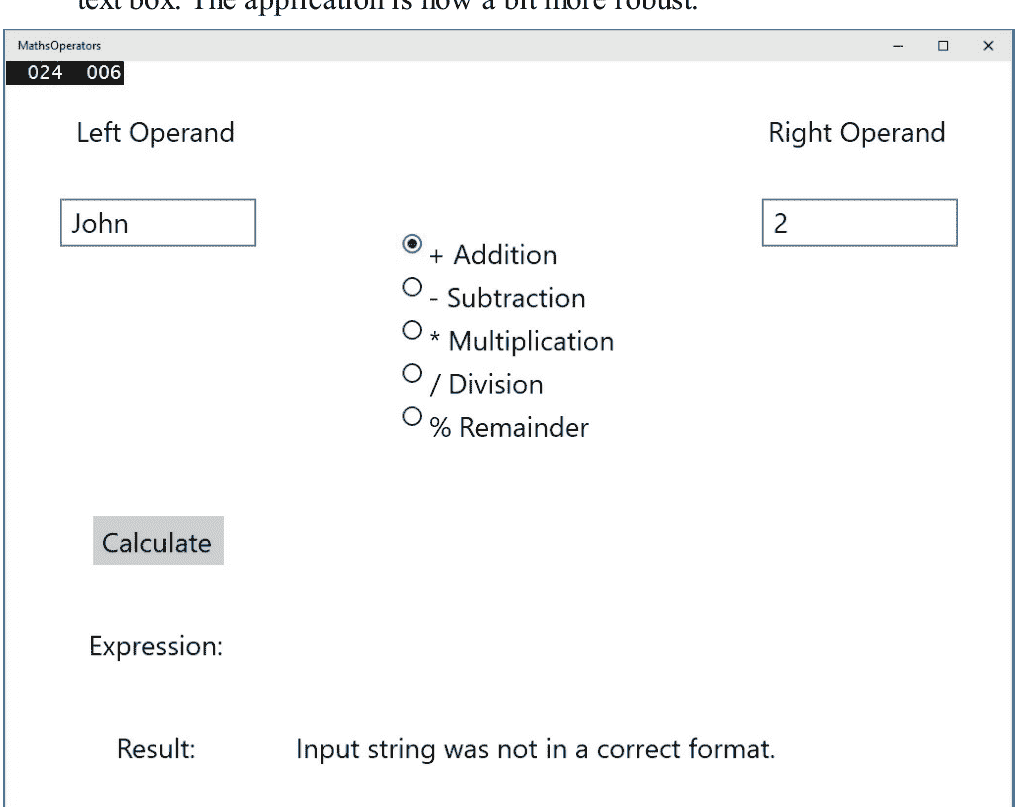 text box. The application is now a bit more robust.
MathsOperators
024 006
Left Operand
Right Operand
John
2
+ Addition
- Subtraction
* Multiplication
/ Division
% Remainder
Calculate
Expression:
Result:
Input string was not in a correct format.